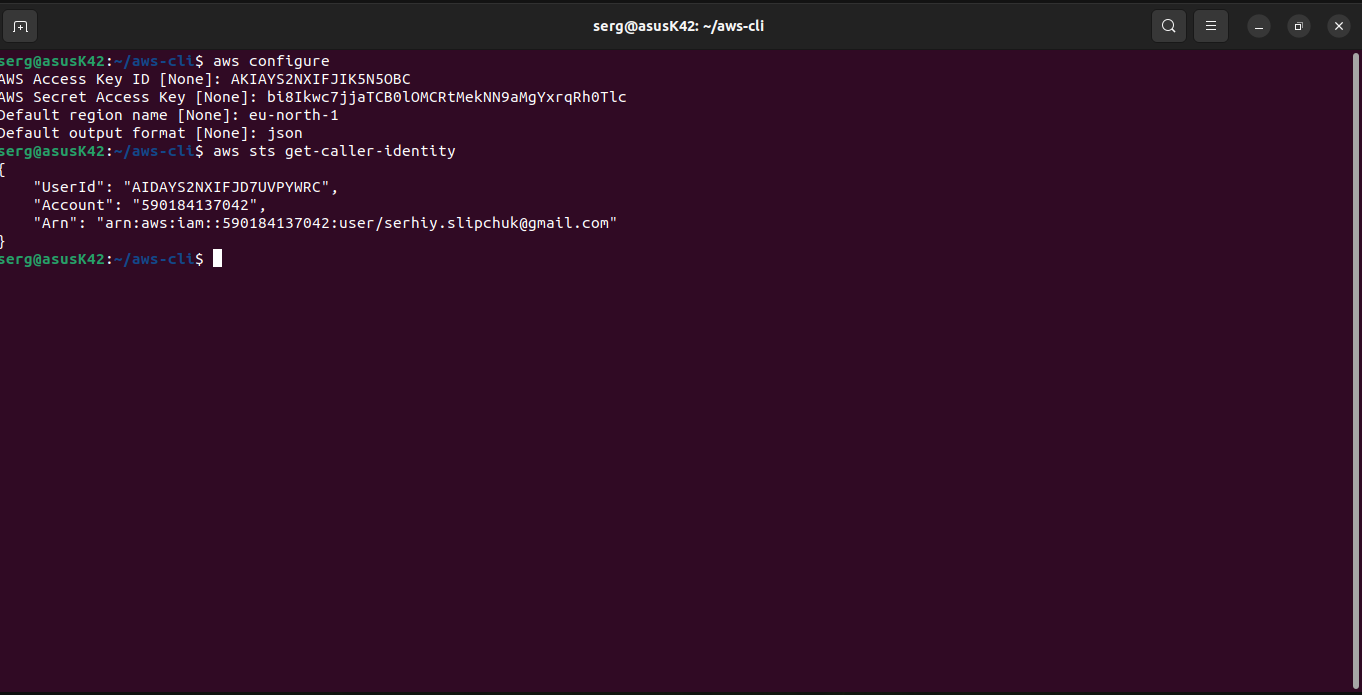 serg@asusK42: ~/aws-cli
serg@asusK42:~/aws-cli$ aws configure
AWS Access Key ID [None]: AKIAYS2NXIFJIK5N5OBC
AWS Secret Access Key [None]: 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
Default region name [None]: eu-north-1
Default output format [None]: json
serg@asusK42:~/aws-cli$ aws sts get-caller-identity
{
    "UserId": "AIDAYS2NXIFJD7UVPYWRC",
    "Account": "590184137042",
    "Arn": "arn:aws:iam::590184137042:user/serhiy.slipchuk@gmail.com"
}
serg@asusK42:~/aws-cli$